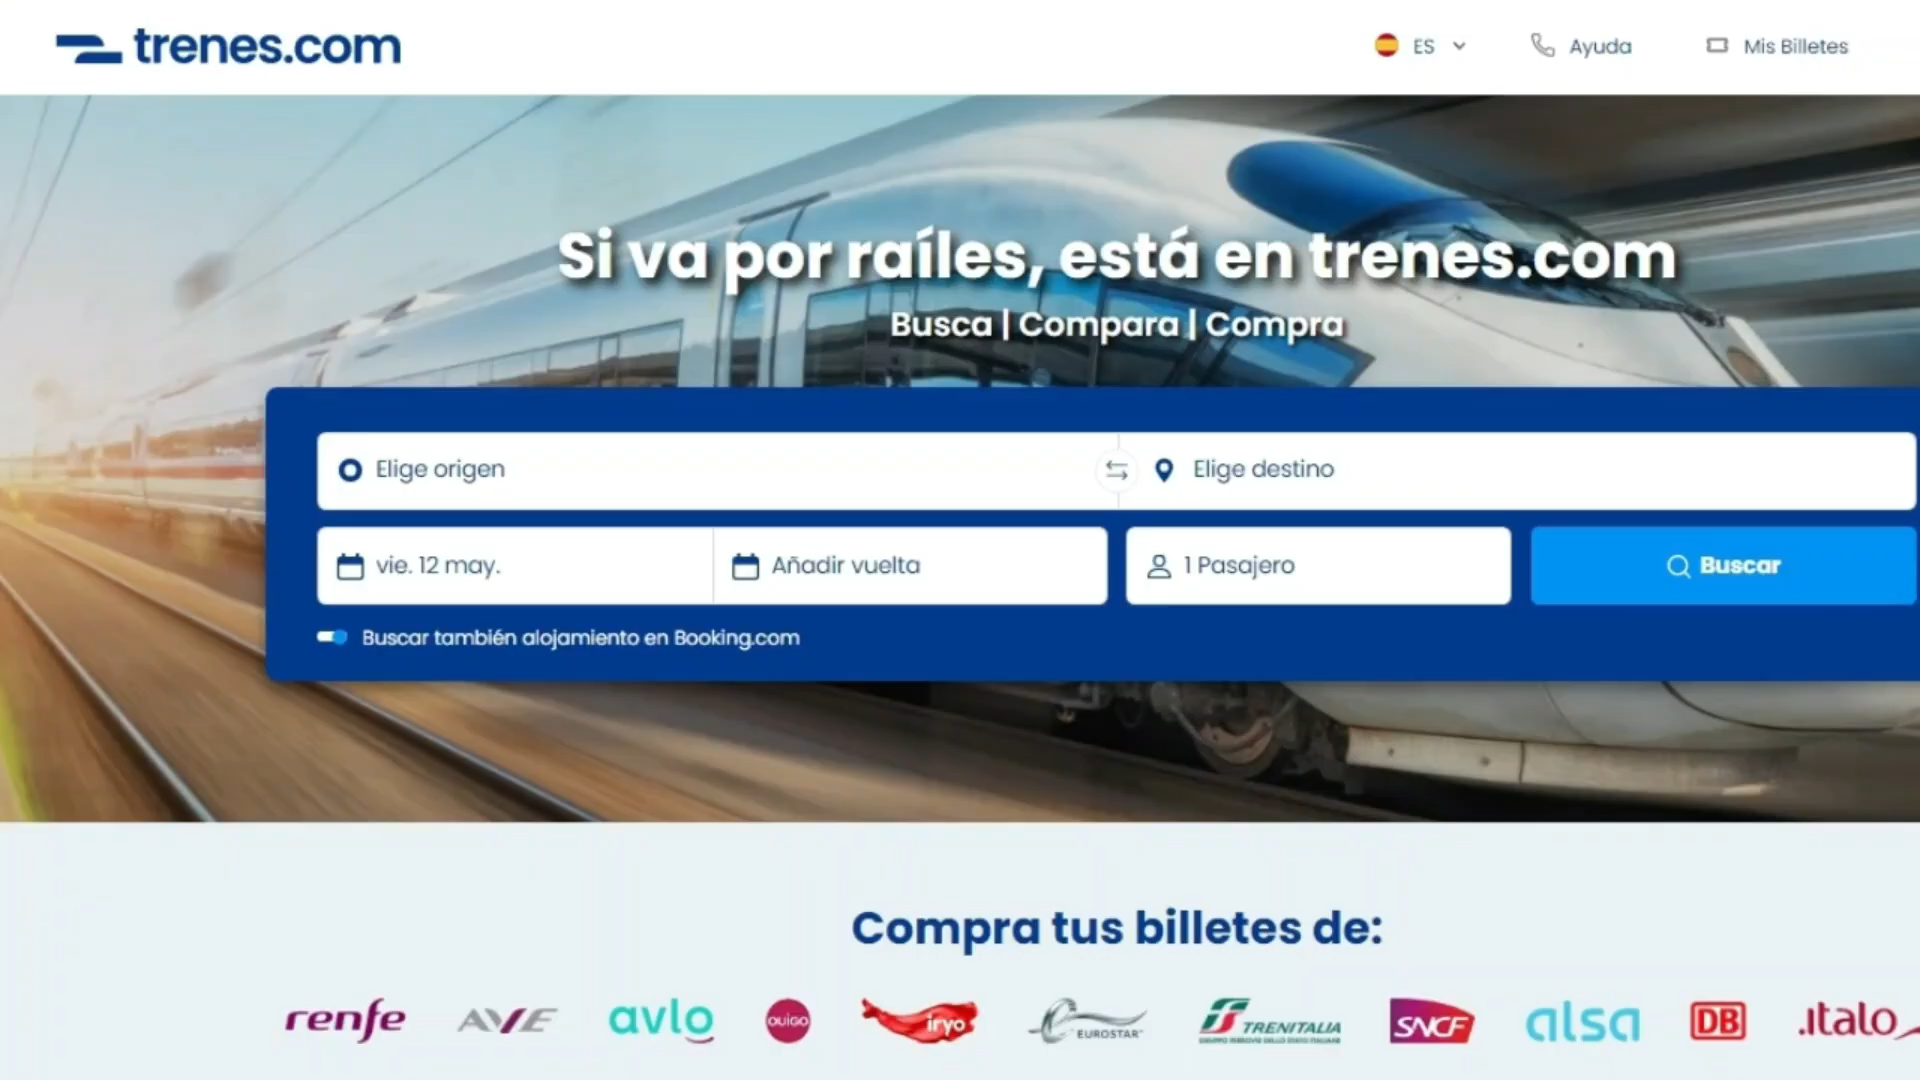 trenes.com
ES
Ayuda
Mis Billetes
Si va por raíles, está en trenes.com
Busca | Compara | Compra
Elige origen
Elige destino
vie. 12 may.
Añadir vuelta
1 Pasajero
Buscar
Buscar también alojamiento en Booking.com
Compra tus billetes de:
renfe
AVE
avlo
OUIGO
iryo
EUROSTAR
TRENITALIA
SNCF
alsa
DB
.italo